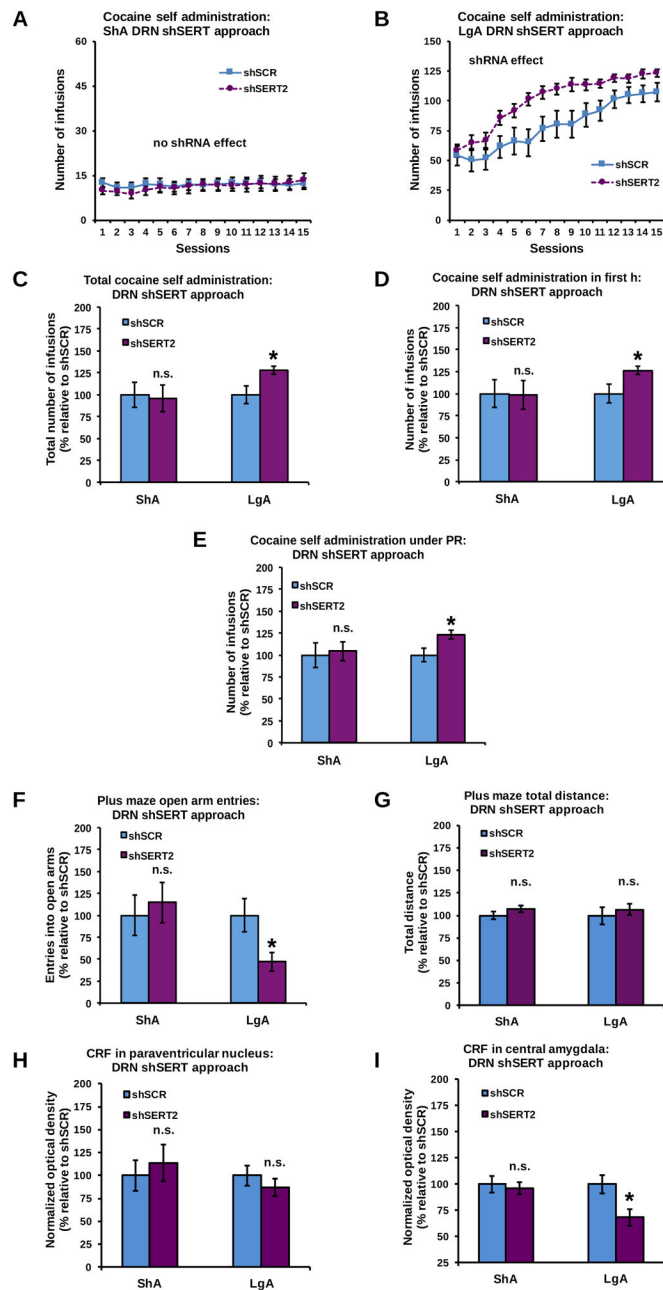 A
Cocaine self administration:
ShA DRN shSERT approach
Number of infusions
60
45
30
15
0
shSCR
shSERT2
no shRNA effect
1 2 3 4 5 6 7 8 9 10 11 12 13 14 15
Sessions
B
Cocaine self administration:
LgA DRN shSERT approach
Number of infusions
150
125
100
75
50
25
0
shRNA effect
shSCR
shSERT2
1 2 3 4 5 6 7 8 9 10 11 12 13 14 15
Sessions
C
Total cocaine self administration:
DRN shSERT approach
Total number of infusions
(% relative to shSCR)
200
175
150
125
100
75
50
25
0
shSCR
shSERT2
n.s.
*
ShA LgA
D
Cocaine self administration in first h:
DRN shSERT approach
Number of infusions
(% relative to shSCR)
200
175
150
125
100
75
50
25
0
shSCR
shSERT2
n.s.
*
ShA LgA
E
Cocaine self administration under PR:
DRN shSERT approach
Number of infusions
(% relative to shSCR)
200
175
150
125
100
75
50
25
0
shSCR
shSERT2
n.s.
*
ShA LgA
F
Plus maze open arm entries:
DRN shSERT approach
Entries into open arms
(% relative to shSCR)
200
175
150
125
100
75
50
25
0
shSCR
shSERT2
n.s.
*
ShA LgA
G
Plus maze total distance:
DRN shSERT approach
Total distance
(% relative to shSCR)
200
175
150
125
100
75
50
25
0
shSCR
shSERT2
n.s.
n.s.
ShA LgA
H
CRF in paraventricular nucleus:
DRN shSERT approach
Normalized optical density
(% relative to shSCR)
200
175
150
125
100
75
50
25
0
shSCR
shSERT2
n.s.
n.s.
ShA LgA
I
CRF in central amygdala:
DRN shSERT approach
Normalized optical density
(% relative to shSCR)
200
175
150
125
100
75
50
25
shSCR
shSERT2
n.s.
*
ShA LgA